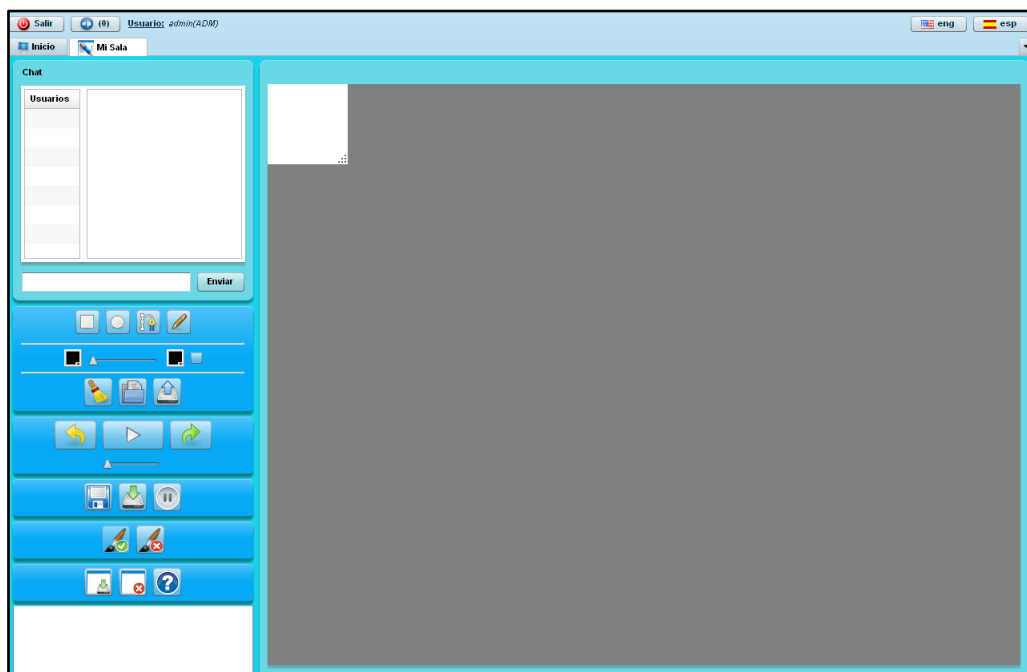 Salir (0) Usuario: admin(ADM) eng esp
Inicio Mi Sala
Chat
Usuarios
Enviar